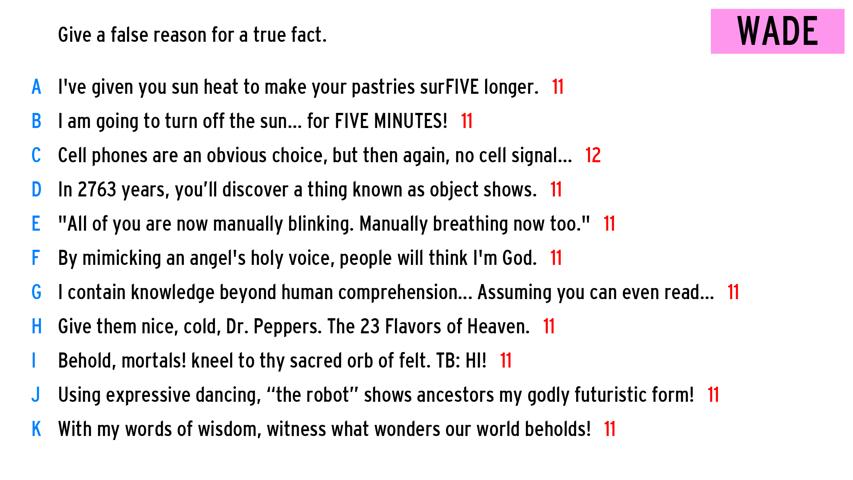 Give a false reason for a true fact.
WADE
A I've given you sun heat to make your pastries surFIVE longer. 11
B I am going to turn off the sun... for FIVE MINUTES! 11
C Cell phones are an obvious choice, but then again, no cell signal... 12
D In 2763 years, you’ll discover a thing known as object shows. 11
E "All of you are now manually blinking. Manually breathing now too." 11
F By mimicking an angel's holy voice, people will think I'm God. 11
G I contain knowledge beyond human comprehension... Assuming you can even read... 11
H Give them nice, cold, Dr. Peppers. The 23 Flavors of Heaven. 11
I Behold, mortals! kneel to thy sacred orb of felt. TB: HI! 11
J Using expressive dancing, “the robot” shows ancestors my godly futuristic form! 11
K With my words of wisdom, witness what wonders our world beholds! 11